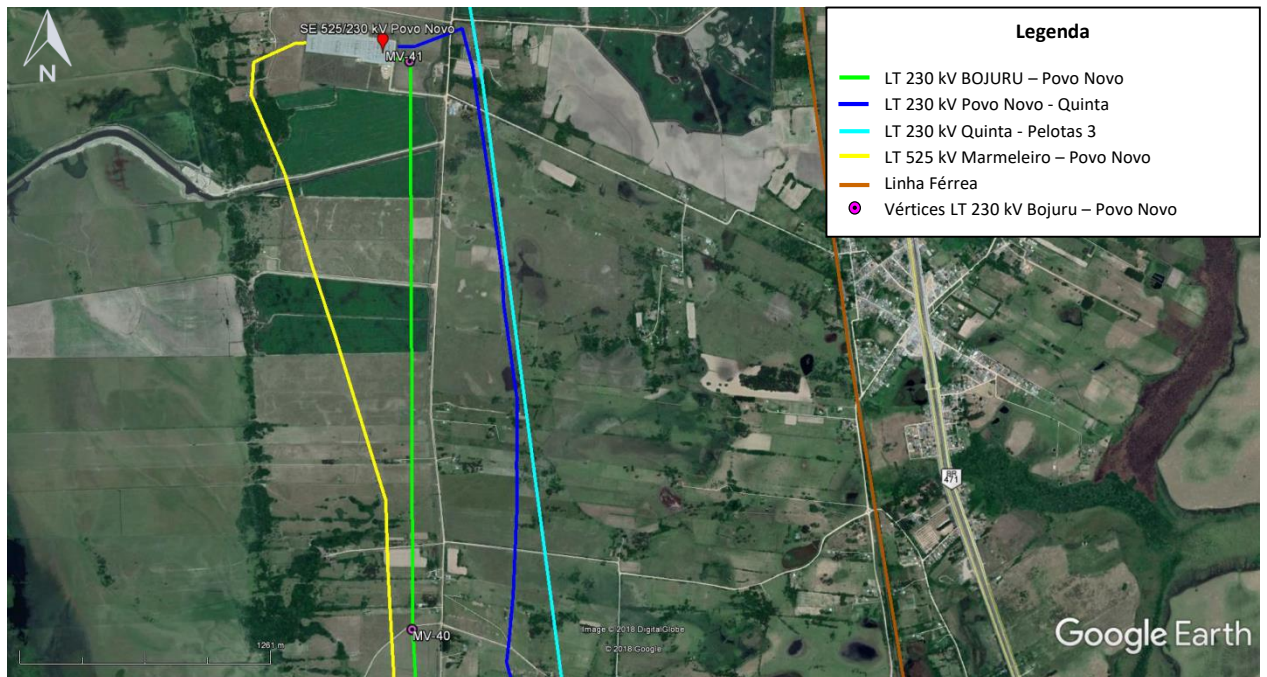 N
SE 525/230 kV Povo Novo
MV-41
Legenda
LT 230 kV BOJURU – Povo Novo
LT 230 kV Povo Novo - Quinta
LT 230 kV Quinta - Pelotas 3
LT 525 kV Marmeleiro – Povo Novo
Linha Férrea
Vértices LT 230 kV Bojuru – Povo Novo
BR
471
MV-40
1261 m
Image © 2018 DigitalGlobe
© 2018 Google
Google Earth